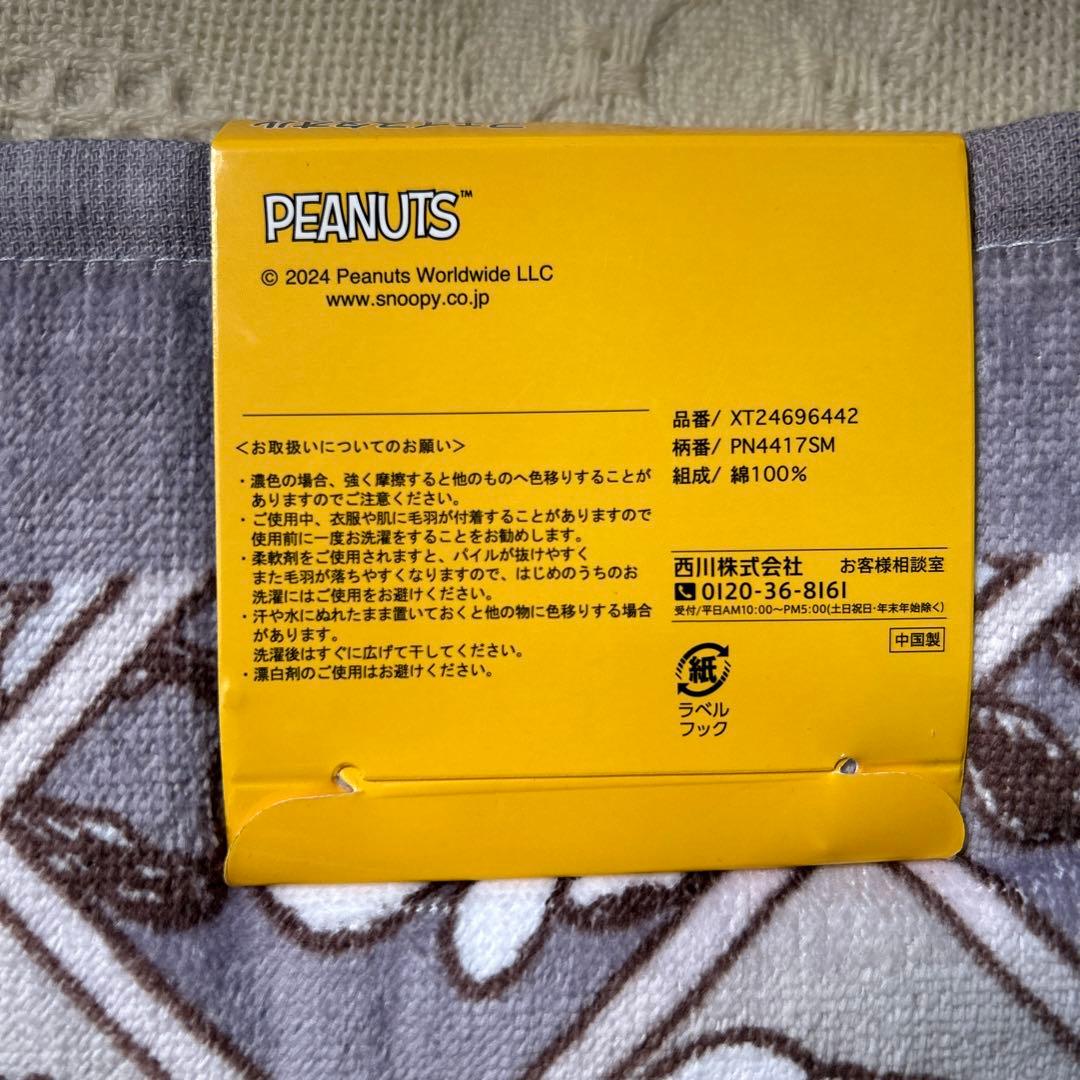 フェイスタオル
PEANUTS™
© 2024 Peanuts Worldwide LLC
www.snoopy.co.jp
<お取扱いについてのお願い>
・濃色の場合、強く摩擦すると他のものへ色移りすることが
ありますのでご注意ください。
・ご使用中、衣服や肌に毛羽が付着することがありますので
使用前に一度お洗濯をすることをお勧めします。
・柔軟剤をご使用されますと、パイルが抜けやすく
また毛羽が落ちやすくなりますので、はじめのうちのお
洗濯にはご使用をお避けください。
・汗や水にぬれたまま置いておくと他の物に色移りする場合
があります。
洗濯後はすぐに広げて干してください。
・漂白剤のご使用はお避けください。
品番/ XT24696442
柄番/ PN4417SM
組成/ 綿100%
西川株式会社 お客様相談室
0120-36-8161
受付/平日AM10:00〜PM5:00(土日祝日・年末年始除く)
中国製
紙
ラベル
フック